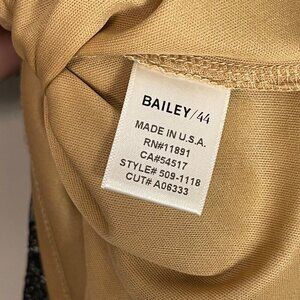 BAILEY/44
MADE IN U.S.A.
RN#11891
CA#54517
STYLE# 509-1118
CUT# A06333